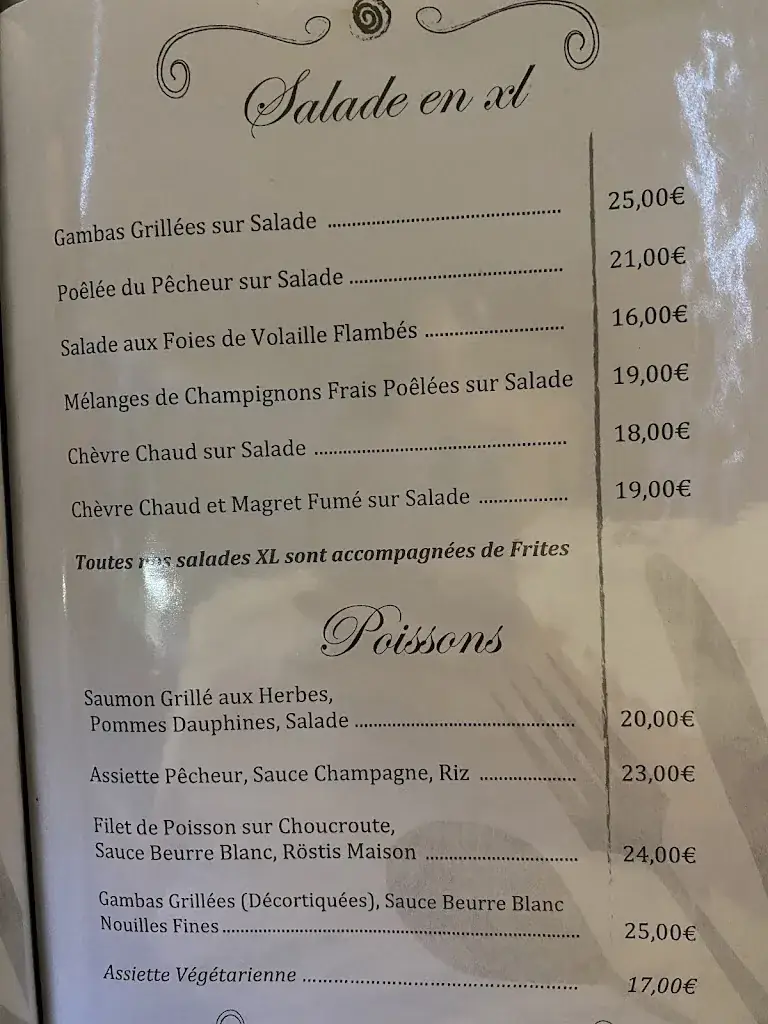 Salade en xl
Gambas Grillées sur Salade ........................................ 25,00€
Poêlée du Pêcheur sur Salade ..................................... 21,00€
Salade aux Foies de Volaille Flambés ........................ 16,00€
Mélanges de Champignons Frais Poêlées sur Salade 19,00€
Chèvre Chaud sur Salade ............................................ 18,00€
Chèvre Chaud et Magret Fumé sur Salade .................. 19,00€
Toutes nos salades XL sont accompagnées de Frites
Poissons
Saumon Grillé aux Herbes,
Pommes Dauphines, Salade ........................................ 20,00€
Assiette Pêcheur, Sauce Champagne, Riz .................. 23,00€
Filet de Poisson sur Choucroute,
Sauce Beurre Blanc, Röstis Maison ............................ 24,00€
Gambas Grillées (Décortiquées), Sauce Beurre Blanc
Nouilles Fines.................................................................. 25,00€
Assiette Végétarienne .................................................. 17,00€